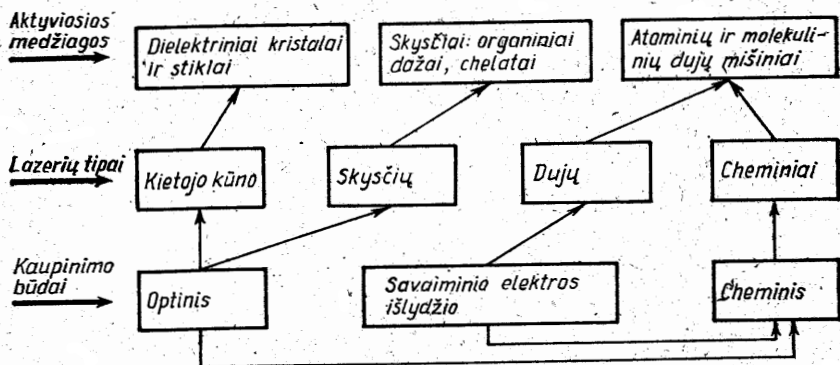 Aktyviosios
medžiagos
Dielektriniai kristalai
ir stiklai
Skysčiai: organiniai
dažai, chelatai
Atominių ir molekuli-
nių dujų mišiniai
Lazerių tipai
Kietojo kūno
Skysčių
Dujų
Cheminiai
Kaupinimo
būdai
Optinis
Savaiminio elektros
išlydžio
Cheminis